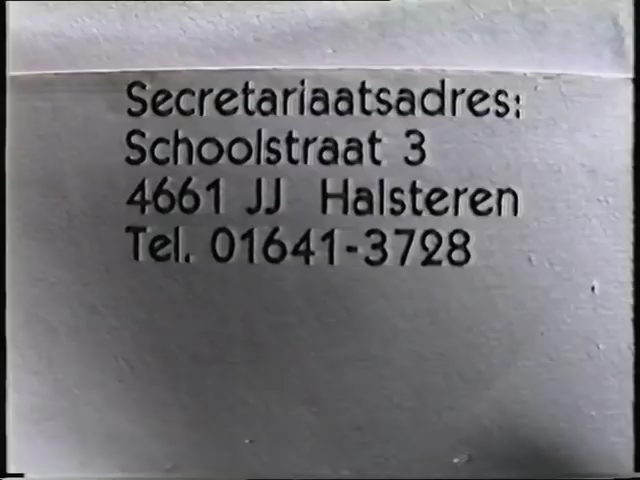 Secretariaatsadres:
Schoolstraat 3
4661 JJ Halsteren
Tel. 01641-3728